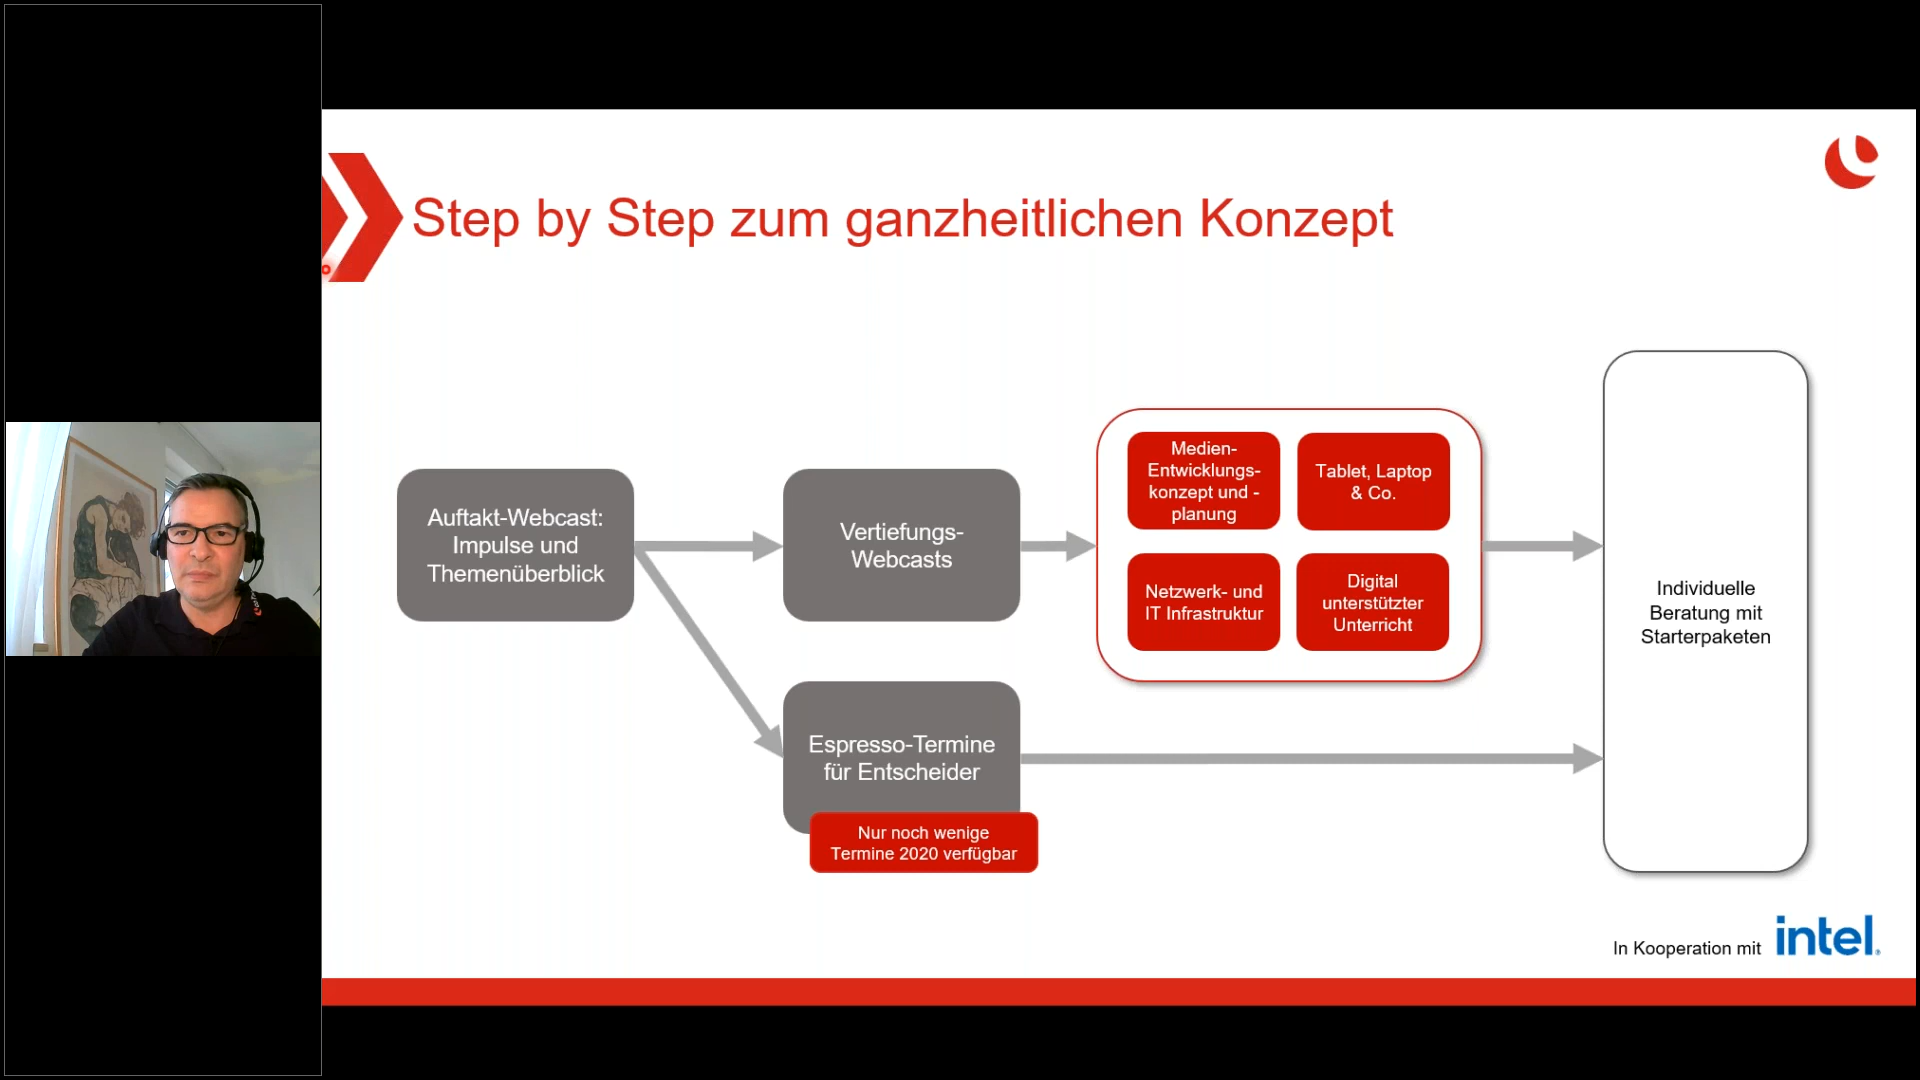 Step by Step zum ganzheitlichen Konzept
Auftakt-Webcast:
Impulse und
Themenüberblick
Vertiefungs-
Webcasts
Medien-
Entwicklungs-
konzept und -
planung
Tablet, Laptop
& Co.
Netzwerk- und
IT Infrastruktur
Digital
unterstützter
Unterricht
Individuelle
Beratung mit
Starterpaketen
Espresso-Termine
für Entscheider
Nur noch wenige
Termine 2020 verfügbar
In Kooperation mit
intel.